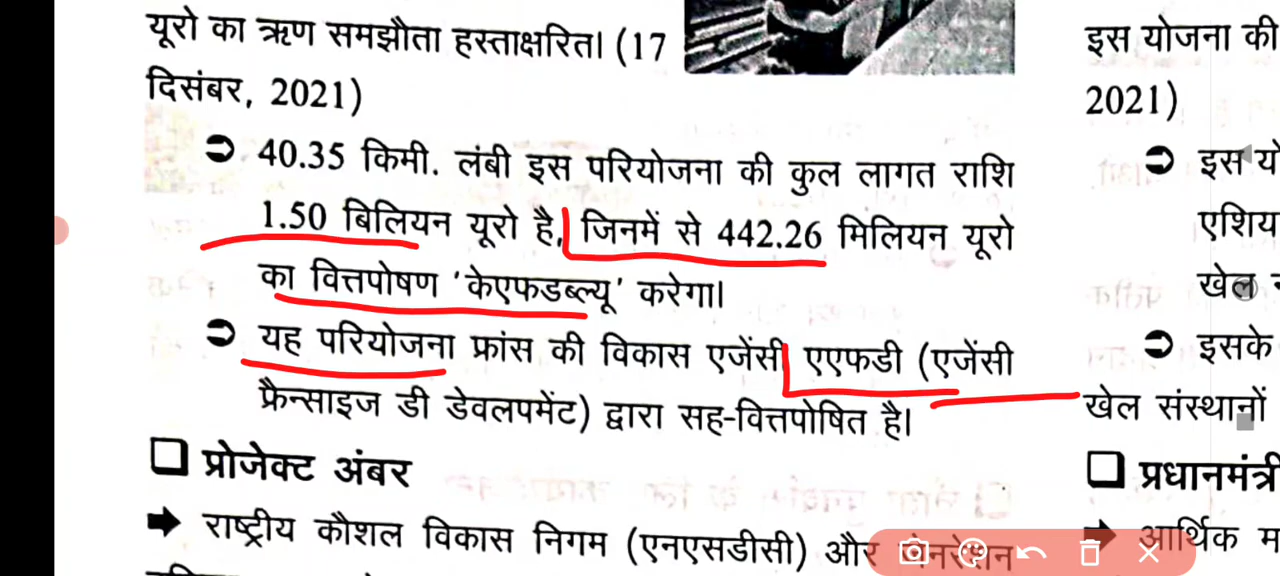 यूरो का ऋण समझौता हस्ताक्षरित। (17
दिसंबर, 2021)
➲ 40.35 किमी. लंबी इस परियोजना की कुल लागत राशि
1.50 बिलियन यूरो है, जिनमें से 442.26 मिलियन यूरो
का वित्तपोषण 'केएफडब्ल्यू' करेगा।
➲ यह परियोजना फ्रांस की विकास एजेंसी एएफडी (एजेंसी
फ्रैन्साइज डी डेवलपमेंट) द्वारा सह-वित्तपोषित है।
❑ प्रोजेक्ट अंबर
➡ राष्ट्रीय कौशल विकास निगम (एनएसडीसी) और
इस योजना की
2021)
➲ इस
खेल
➲ इसके
खेल संस्थानों
❑ प्रधानमंत्री
➡ आर्थिक